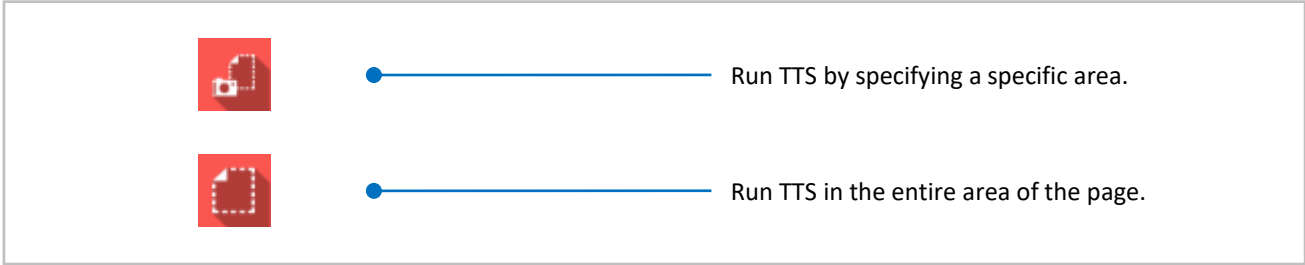 Run TTS by specifying a specific area.
Run TTS in the entire area of the page.